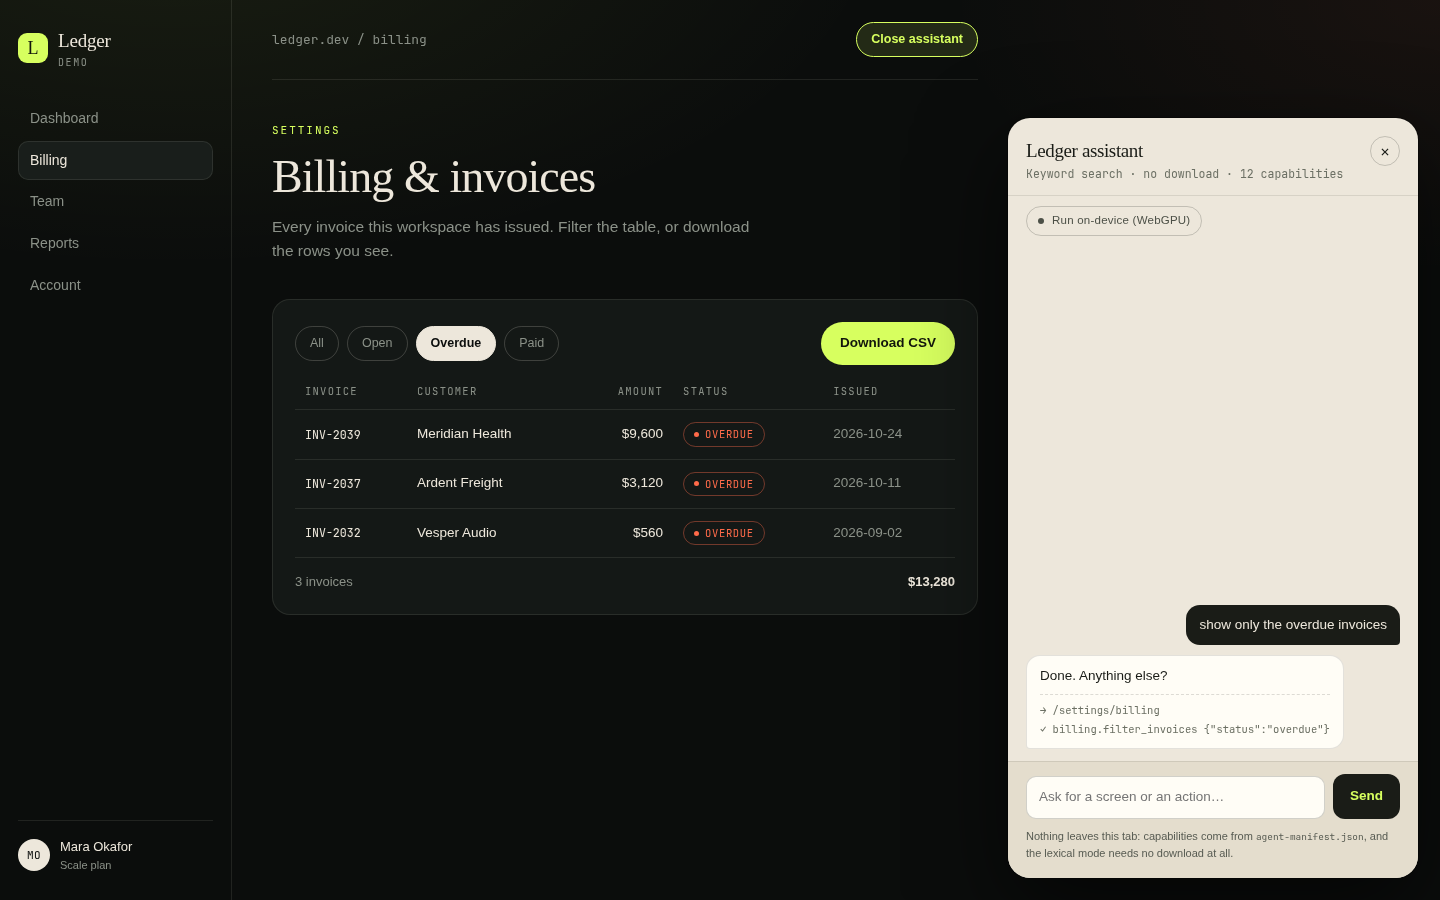 L
Ledger
DEMO
Dashboard
Billing
Team
Reports
Account
MO
Mara Okafor
Scale plan
ledger.dev / billing
Close assistant
SETTINGS
Billing & invoices
Every invoice this workspace has issued. Filter the table, or download
the rows you see.
All Open Overdue Paid Download CSV
INVOICE CUSTOMER AMOUNT STATUS ISSUED
INV-2039 Meridian Health $9,600 OVERDUE 2026-10-24
INV-2037 Ardent Freight $3,120 OVERDUE 2026-10-11
INV-2032 Vesper Audio $560 OVERDUE 2026-09-02
3 invoices $13,280
Ledger assistant
×
Keyword search · no download · 12 capabilities
Run on-device (WebGPU)
show only the overdue invoices
Done. Anything else?
→ /settings/billing
✓ billing.filter_invoices {"status":"overdue"}
Ask for a screen or an action…
Send
Nothing leaves this tab: capabilities come from agent-manifest.json, and
the lexical mode needs no download at all.